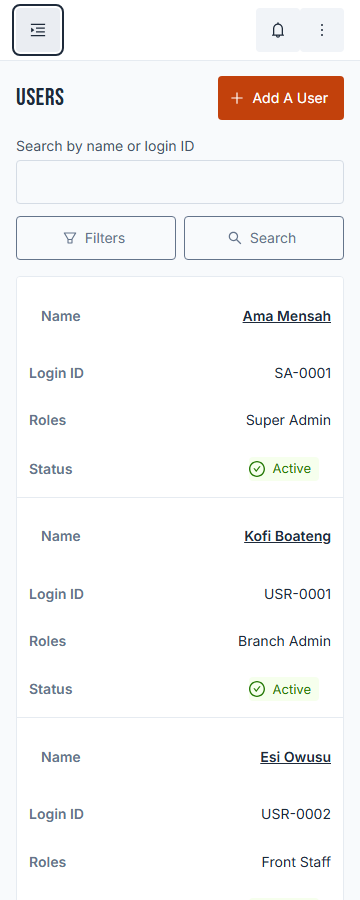 USERS
Add A User
Search by name or login ID
Filters
Search
Name
Ama Mensah
Login ID
SA-0001
Roles
Super Admin
Status
Active
Name
Kofi Boateng
Login ID
USR-0001
Roles
Branch Admin
Status
Active
Name
Esi Owusu
Login ID
USR-0002
Roles
Front Staff